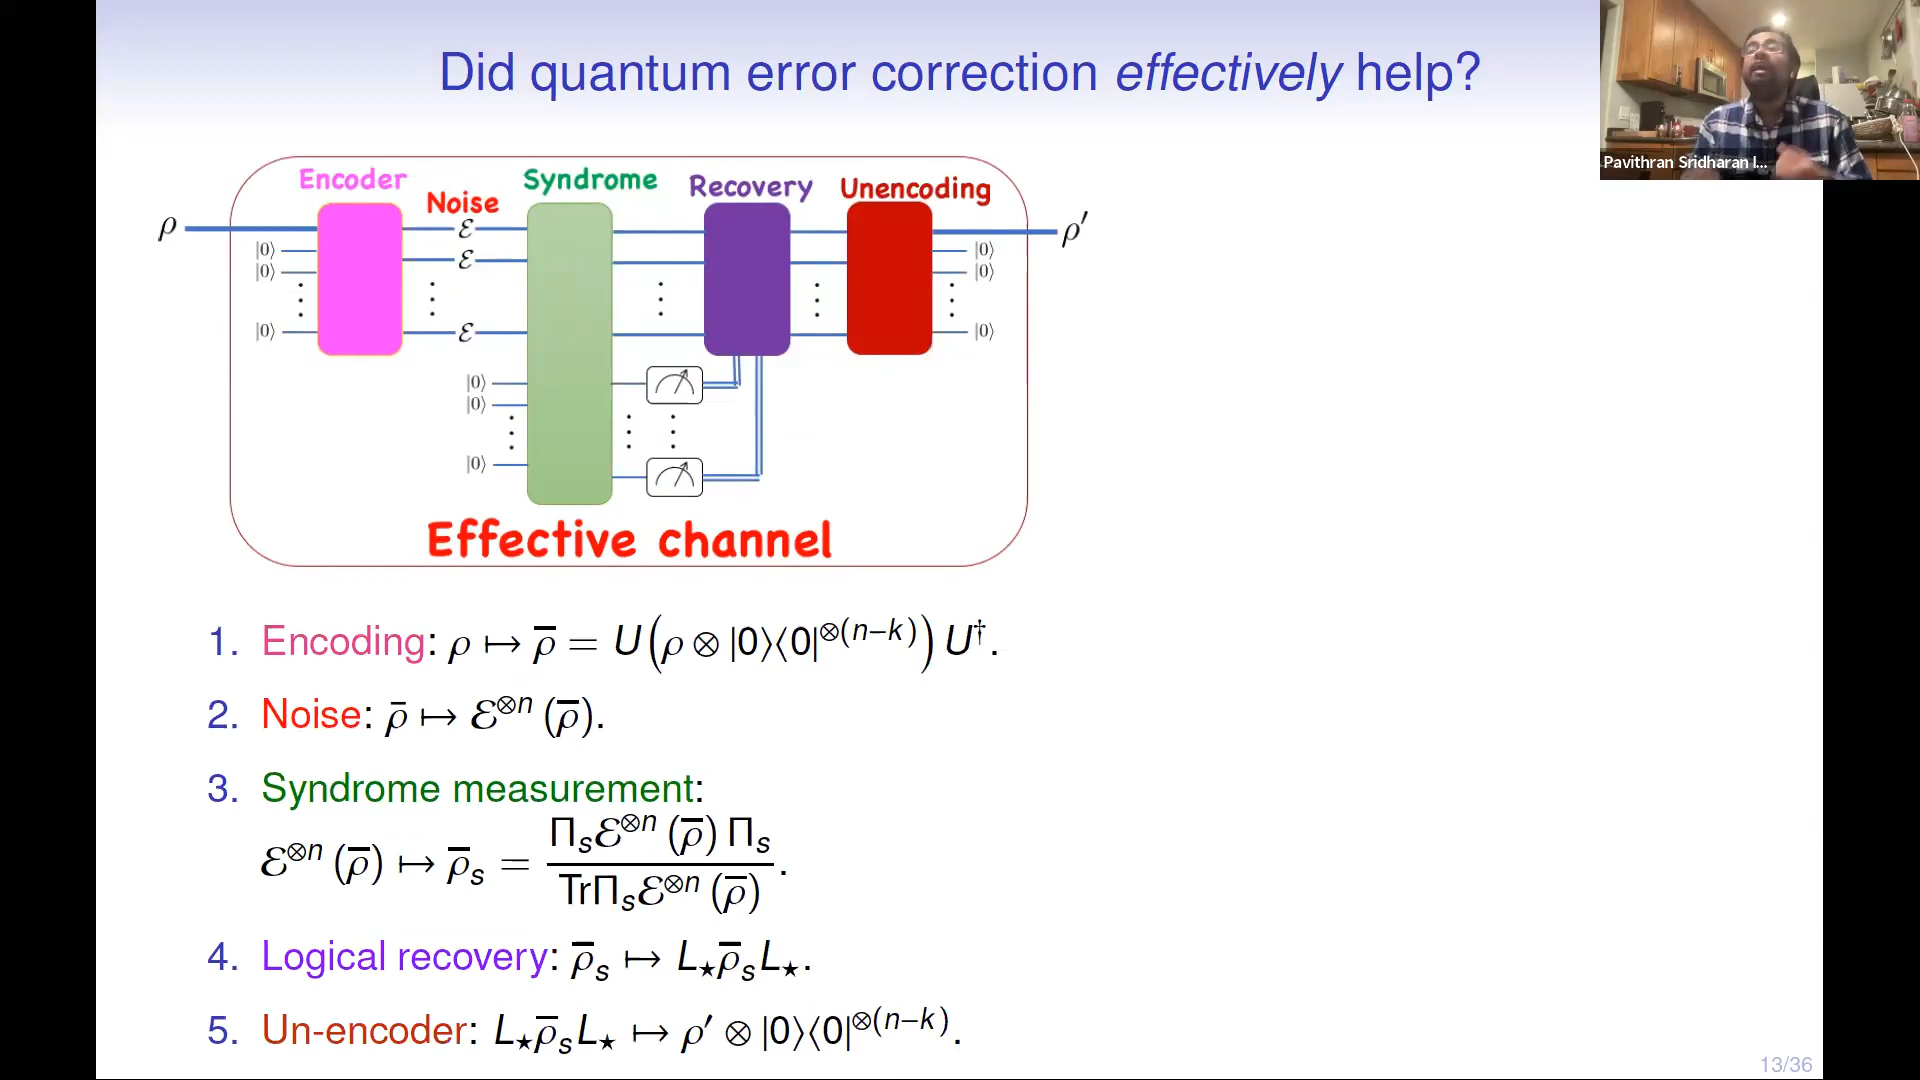 Did quantum error correction effectively help?
Pavithran Sridharan I...
Encoder
Noise
Syndrome
Recovery
Unencoding
ρ
ℰ
ρ′
|0⟩
|0⟩
|0⟩
|0⟩
ℰ
|0⟩
|0⟩
ℰ
|0⟩
|0⟩
|0⟩
|0⟩
Effective channel
1. Encoding: ρ ↦ ρ̅ = U(ρ ⊗ |0⟩⟨0|^⊗(n−k)) U†.
2. Noise: ρ̄ ↦ ℰ^⊗n (ρ̅).
3. Syndrome measurement:
ℰ^⊗n (ρ̅) ↦ ρ̅_s = Π_s ℰ^⊗n (ρ̅) Π_s / TrΠ_s ℰ^⊗n (ρ̅).
4. Logical recovery: ρ̅_s ↦ L_⋆ ρ̅_s L_⋆.
5. Un-encoder: L_⋆ ρ̅_s L_⋆ ↦ ρ′ ⊗ |0⟩⟨0|^⊗(n−k).
13/36